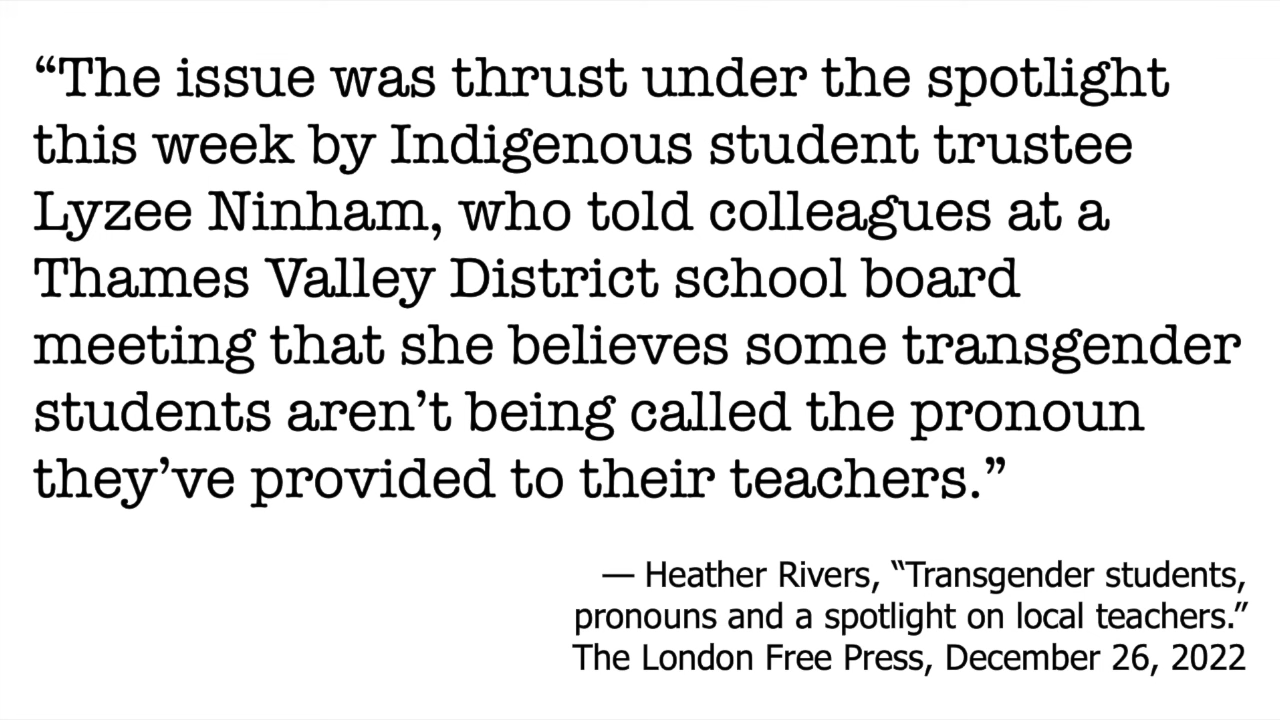 “The issue was thrust under the spotlight
this week by Indigenous student trustee
Lyzee Ninham, who told colleagues at a
Thames Valley District school board
meeting that she believes some transgender
students aren’t being called the pronoun
they’ve provided to their teachers.”
— Heather Rivers, “Transgender students,
pronouns and a spotlight on local teachers.”
The London Free Press, December 26, 2022